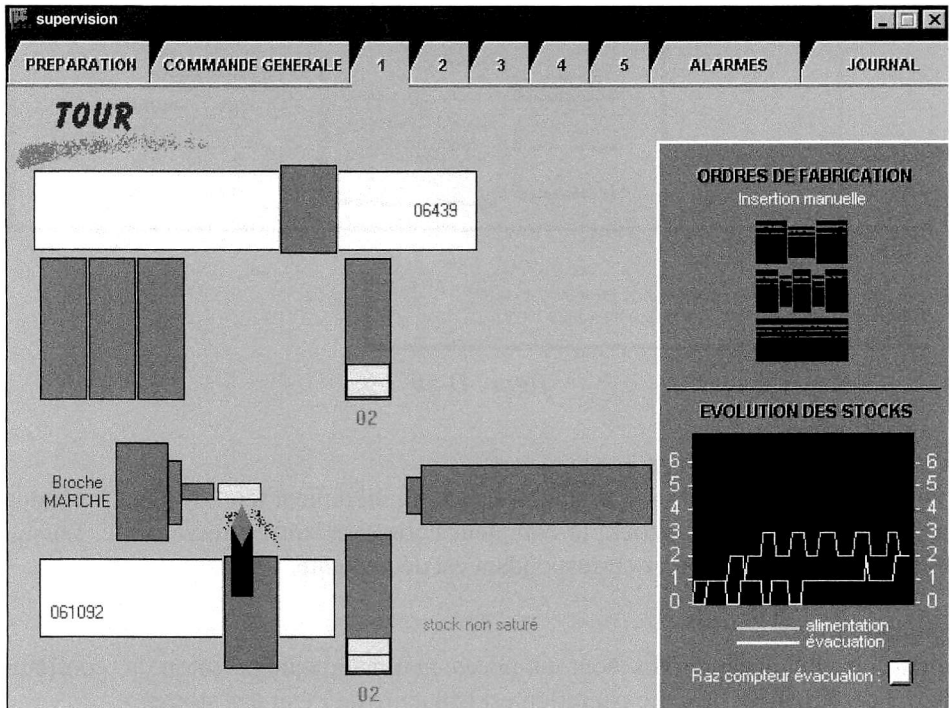 supervision
PREPARATION COMMANDE GENERALE 1 2 3 4 5 ALARMES JOURNAL
TOUR
06439
02
Broche
MARCHE
061092
stock non saturé
02
ORDRES DE FABRICATION
Insertion manuelle
EVOLUTION DES STOCKS
6 6
5 5
4 4
3 3
2 2
1 1
0 0
alimentation
évacuation
Raz compteur évacuation :